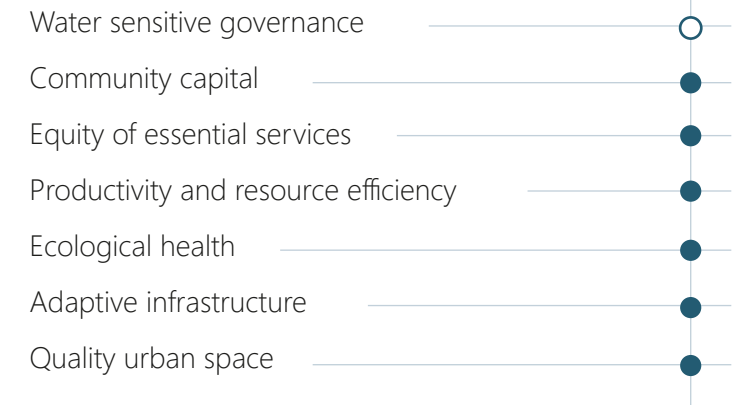 Water sensitive governance
Community capital
Equity of essential services
Productivity and resource efficiency
Ecological health
Adaptive infrastructure
Quality urban space